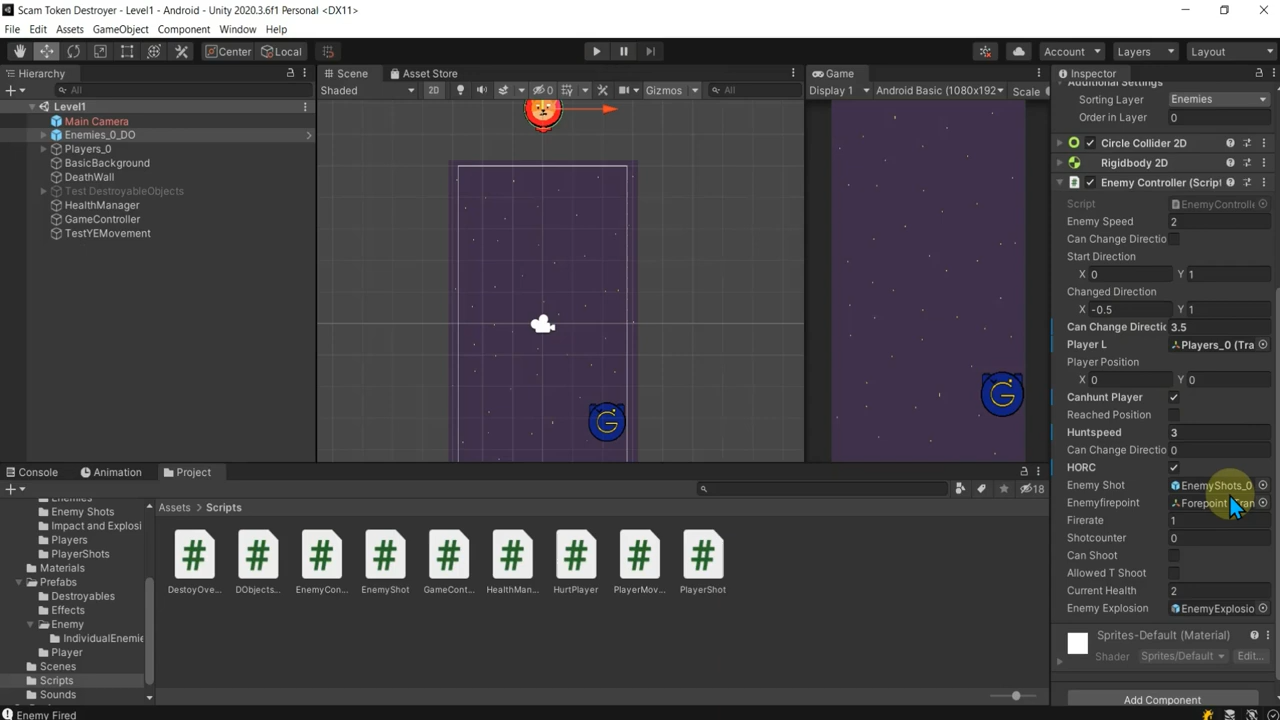 Scam Token Destroyer - Level1 - Android - Unity 2020.3.6f1 Personal <DX11>
File Edit Assets GameObject Component Window Help
Center Local Account Layers Layout
Hierarchy
All
Level1
Main Camera
Enemies_0_DO
Players_0
BasicBackground
DeathWall
Test DestroyableObjects
HealthManager
GameController
TestYEMovement
Scene Asset Store
Shaded 2D 0 Gizmos All
Game
Display 1 Android Basic (1080x192 Scale
G
G
Inspector
Additional Settings
Sorting Layer Enemies
Order in Layer 0
Circle Collider 2D
Rigidbody 2D
# Enemy Controller (Script
Script EnemyControlle
Enemy Speed 2
Can Change Directio
Start Direction
X 0 Y 1
Changed Direction
X -0.5 Y 1
Can Change Directic 3.5
Player L Players_0 (Tra
Player Position
X 0 Y 0
Canhunt Player
Reached Position
Huntspeed 3
Can Change Directio 0
HORC
Enemy Shot EnemyShots_0
Enemyfirepoint Forepoint
Firerate 1
Shotcounter 0
Can Shoot
Allowed T Shoot
Current Health 2
Enemy Explosion EnemyExplosio
Sprites-Default (Material)
Shader Sprites/Default Edit...
Add Component
Console Animation Project
18
Enemies
Enemy Shots
Impact and Explosi
Players
PlayerShots
Materials
Prefabs
Destroyables
Effects
Enemy
IndividualEnemie
Player
Scenes
Scripts
Sounds
Assets > Scripts
# # # # # # # # #
DestoyOve... DObjects... EnemyCon... EnemyShot GameCont... HealthMan... HurtPlayer PlayerMov... PlayerShot
Enemy Fired